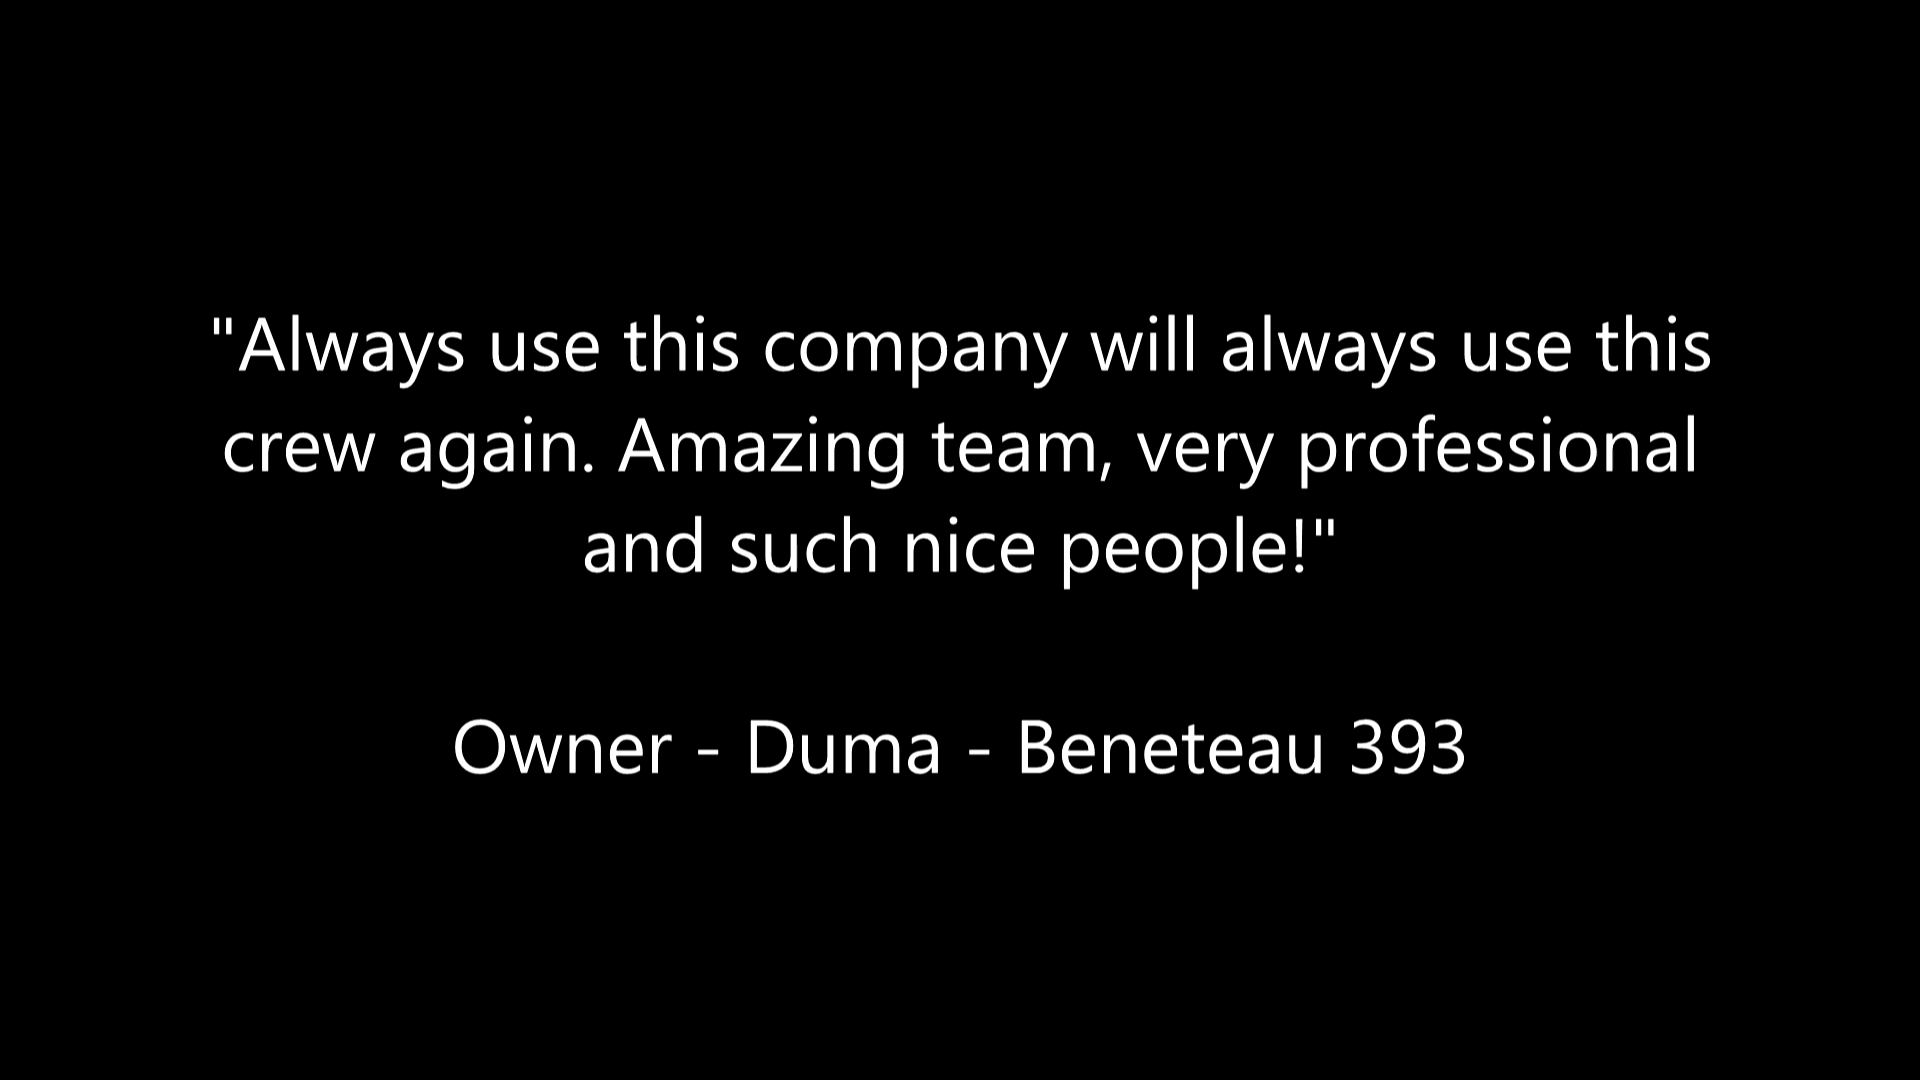 "Always use this company will always use this
crew again. Amazing team, very professional
and such nice people!"
Owner - Duma - Beneteau 393